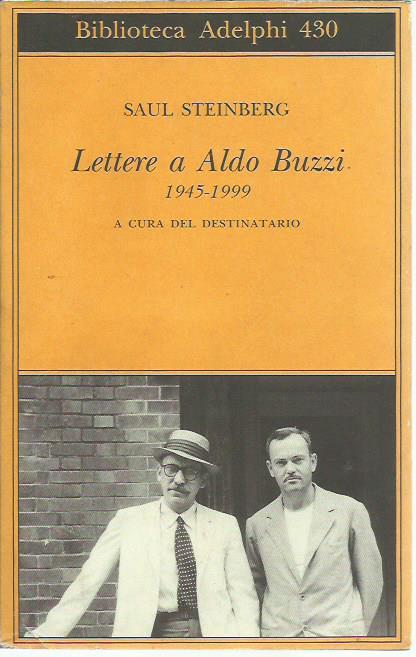 Biblioteca Adelphi 430
SAUL STEINBERG
Lettere a Aldo Buzzi
1945-1999
A CURA DEL DESTINATARIO